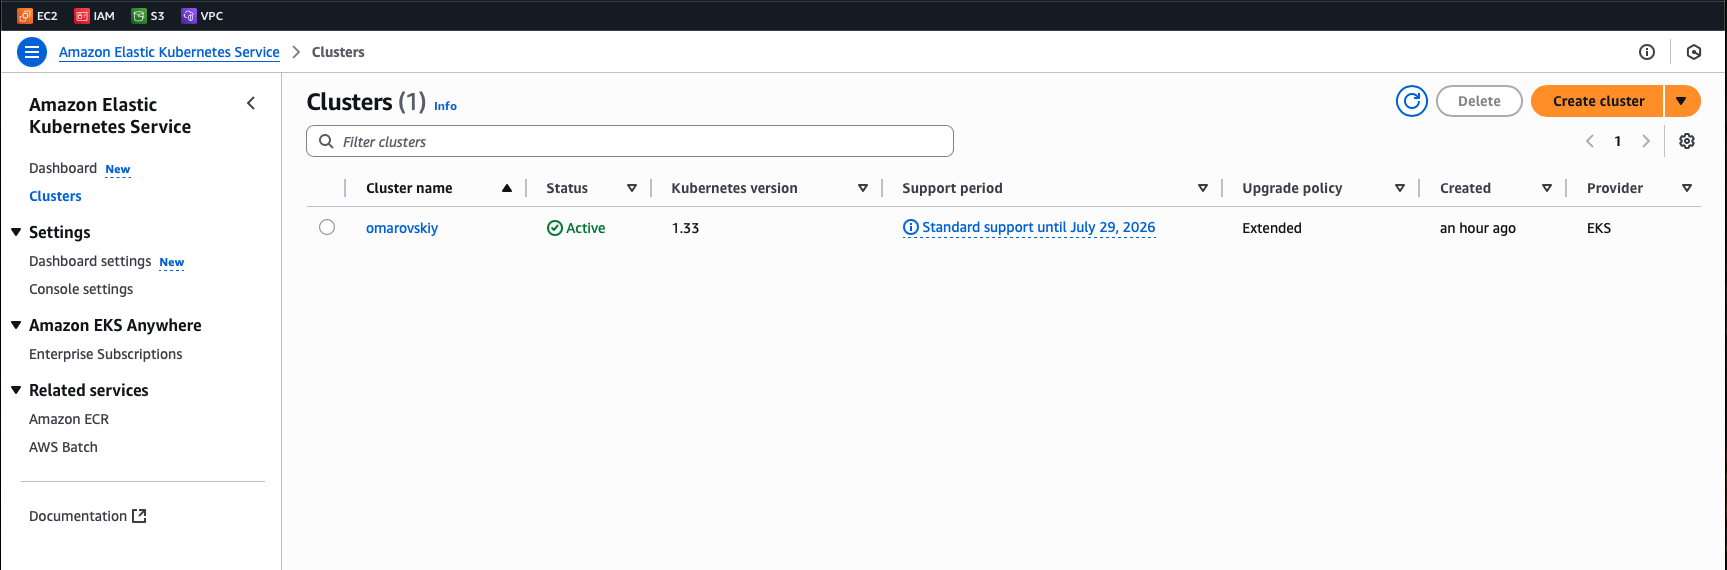 EC2 IAM S3 VPC
Amazon Elastic Kubernetes Service > Clusters
Amazon Elastic
Kubernetes Service
Dashboard New
Clusters
Settings
Dashboard settings New
Console settings
Amazon EKS Anywhere
Enterprise Subscriptions
Related services
Amazon ECR
AWS Batch
Documentation
Clusters (1) Info
Delete
Create cluster
Filter clusters
1
Cluster name Status Kubernetes version Support period Upgrade policy Created Provider
omarovskiy Active 1.33 Standard support until July 29, 2026 Extended an hour ago EKS